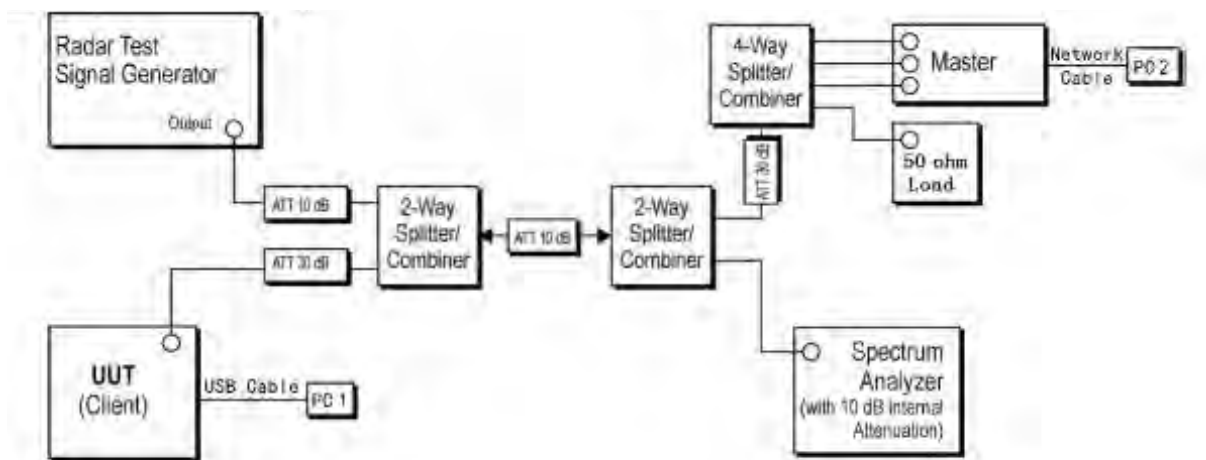 Radar Test
Signal Generator
Output
ATT 10 dB
ATT 30 dB
2-Way
Splitter/
Combiner
ATT 10 dB
2-Way
Splitter/
Combiner
ATT 30 dB
4-Way
Splitter/
Combiner
Master
Network
Cable
PC 2
50 ohm
Load
UUT
(Client)
USB Cable
PC 1
Spectrum
Analyzer
(with 10 dB internal
Attenuation)